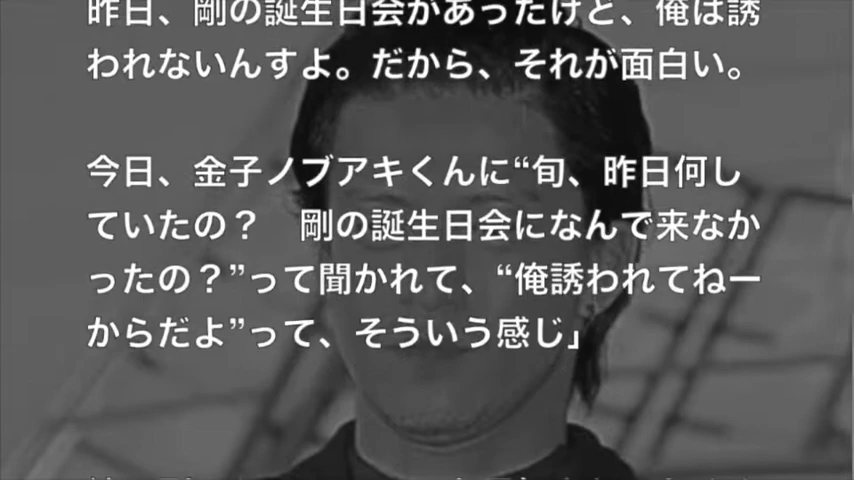 昨日、剛の誕生日会があったけど、俺は誘
われないんすよ。だから、それが面白い。
今日、金子ノブアキくんに“旬、昨日何し
ていたの？　剛の誕生日会になんで来なか
ったの？”って聞かれて、“俺誘われてねー
からだよ”って、そういう感じ」